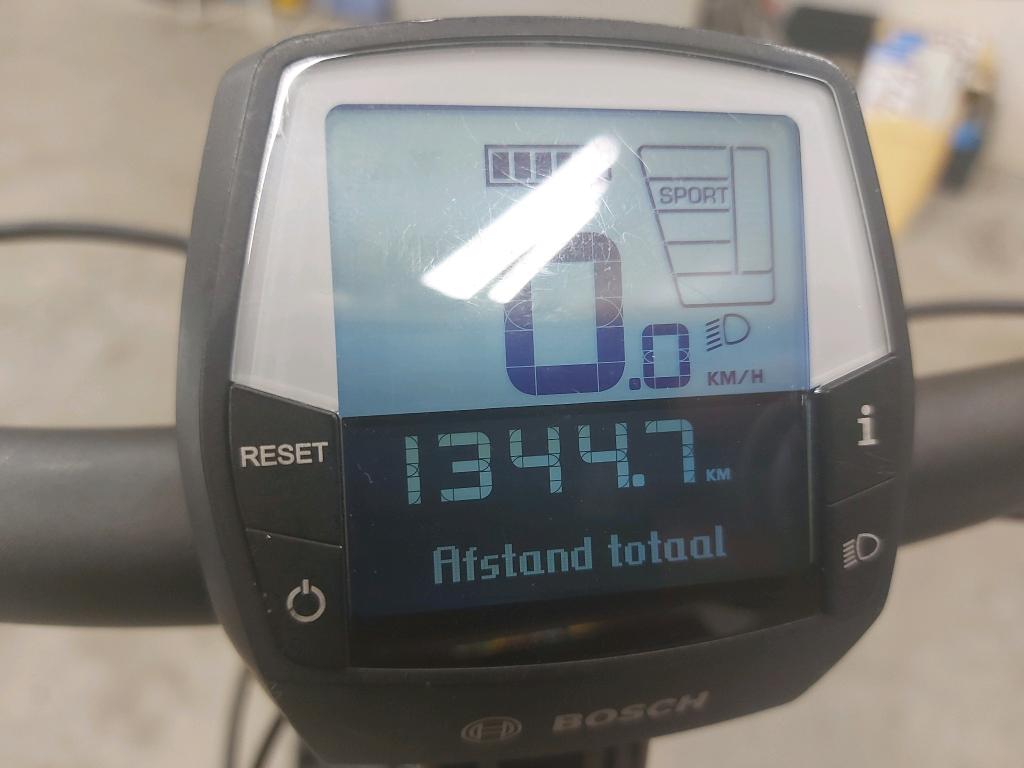 SPORT
0.0
KM/H
1344.7 KM
Afstand totaal
RESET
i
BOSCH